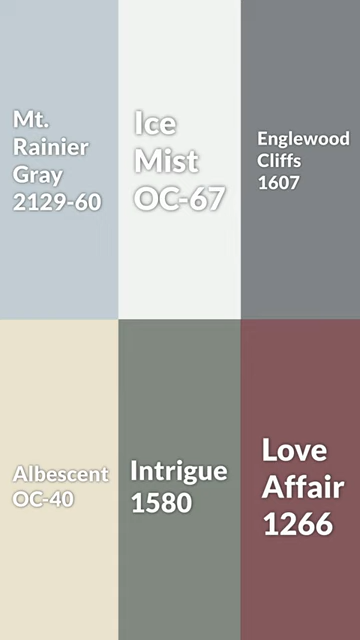 Mt.
Rainier
Gray
2129-60
Ice
Mist
OC-67
Englewood
Cliffs
1607
Albescent
OC-40
Intrigue
1580
Love
Affair
1266